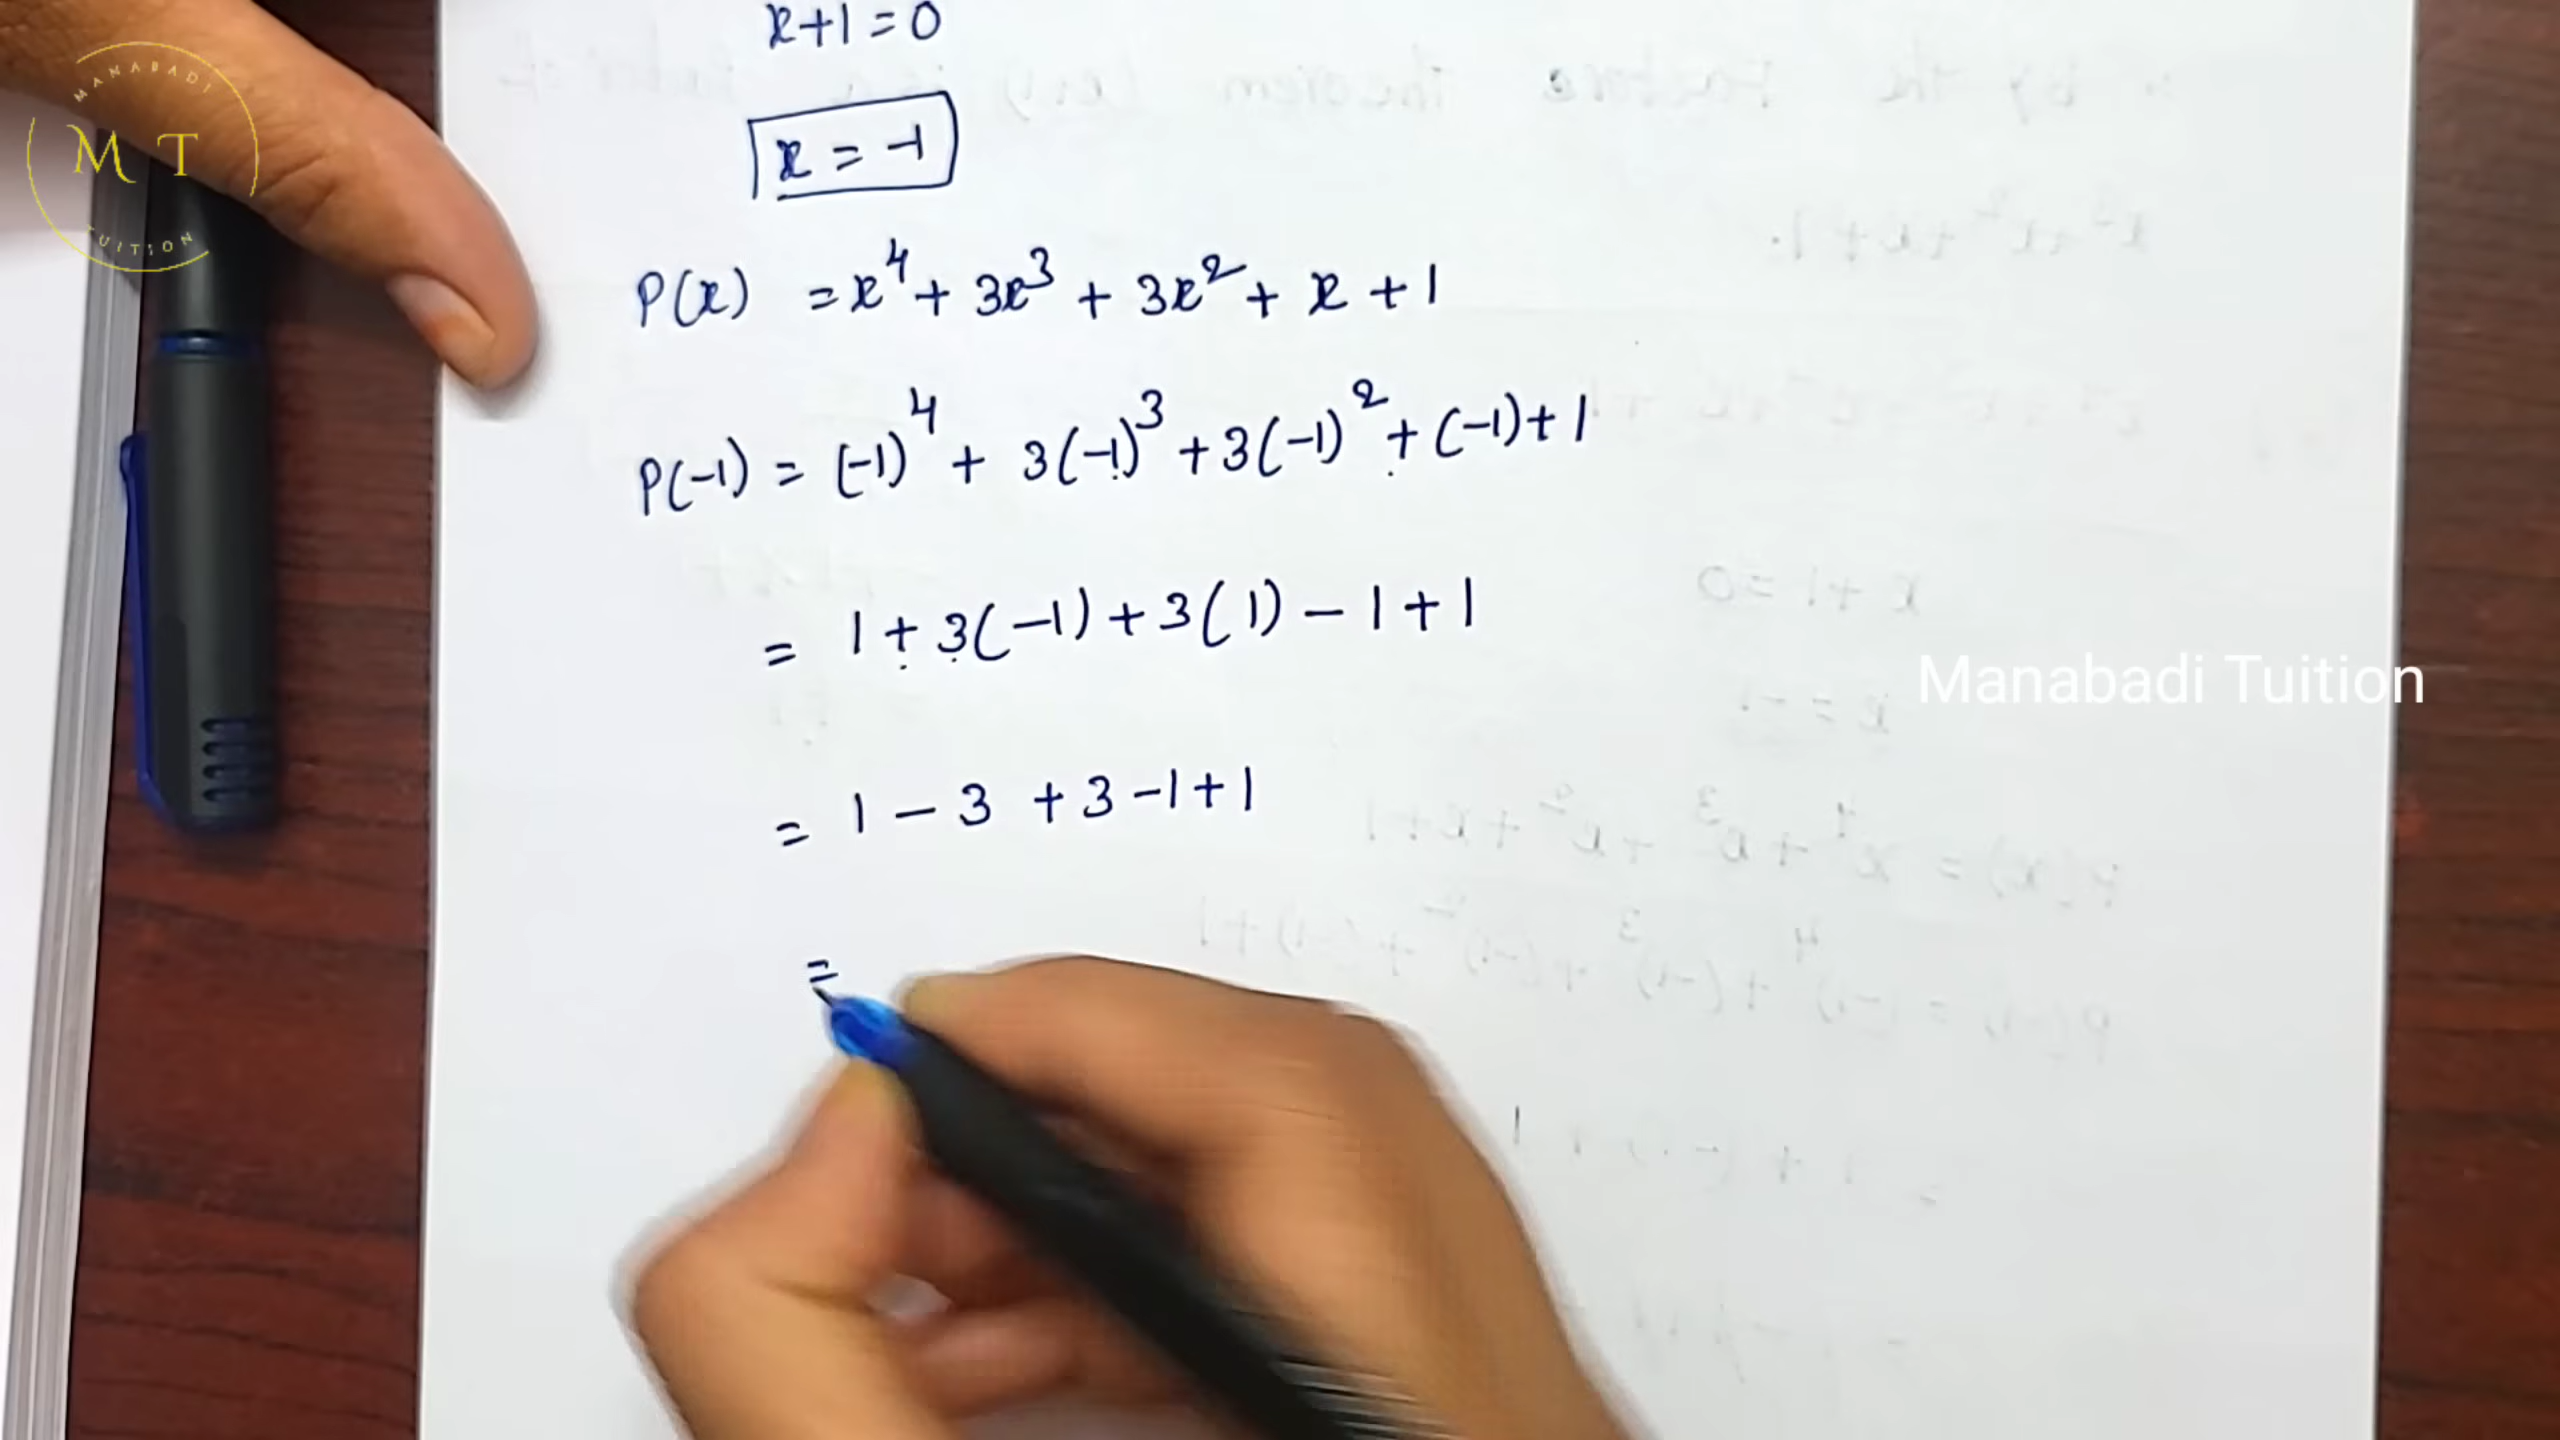 x+1=0
x = -1
P(x) = x⁴ + 3x³ + 3x² + x + 1
P(-1) = (-1)⁴ + 3(-1)³ + 3(-1)² + (-1) + 1
= 1 + 3(-1) + 3(1) - 1 + 1
= 1 - 3 + 3 - 1 + 1
=
MANABADI
MT
TUITION
Manabadi Tuition